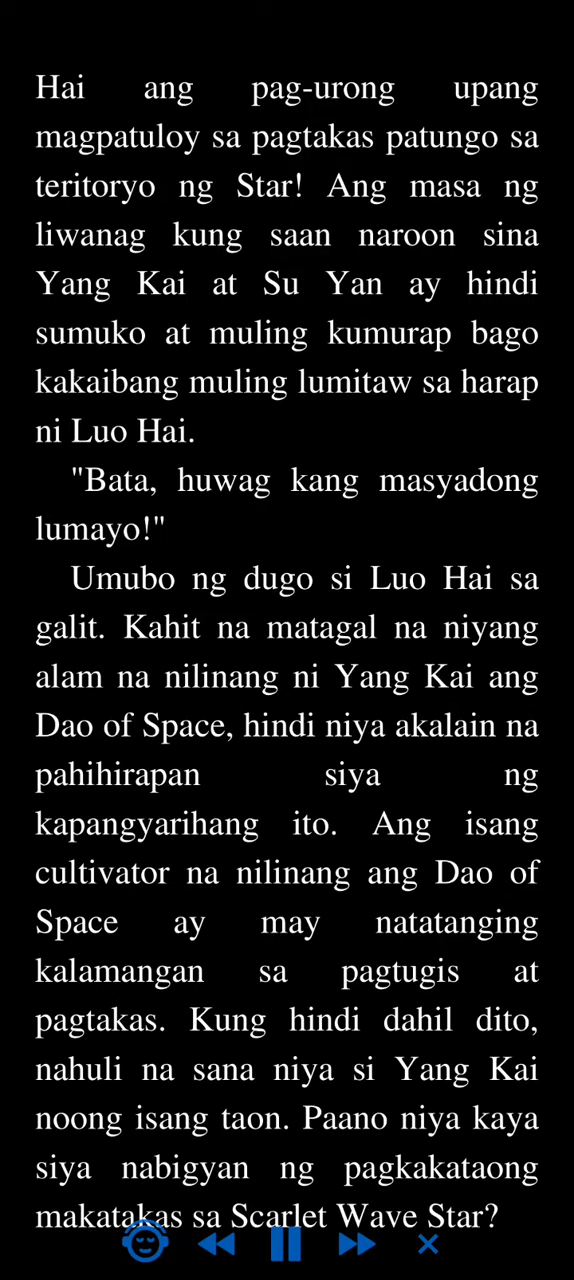 Hai ang pag-urong upang
magpatuloy sa pagtakas patungo sa
teritoryo ng Star! Ang masa ng
liwanag kung saan naroon sina
Yang Kai at Su Yan ay hindi
sumuko at muling kumurap bago
kakaibang muling lumitaw sa harap
ni Luo Hai.
"Bata, huwag kang masyadong
lumayo!"
Umubo ng dugo si Luo Hai sa
galit. Kahit na matagal na niyang
alam na nilinang ni Yang Kai ang
Dao of Space, hindi niya akalain na
pahihirapan siya ng
kapangyarihang ito. Ang isang
cultivator na nilinang ang Dao of
Space ay may natatanging
kalamangan sa pagtugis at
pagtakas. Kung hindi dahil dito,
nahuli na sana niya si Yang Kai
noong isang taon. Paano niya kaya
siya nabigyan ng pagkakataong
makatakas sa Scarlet Wave Star?